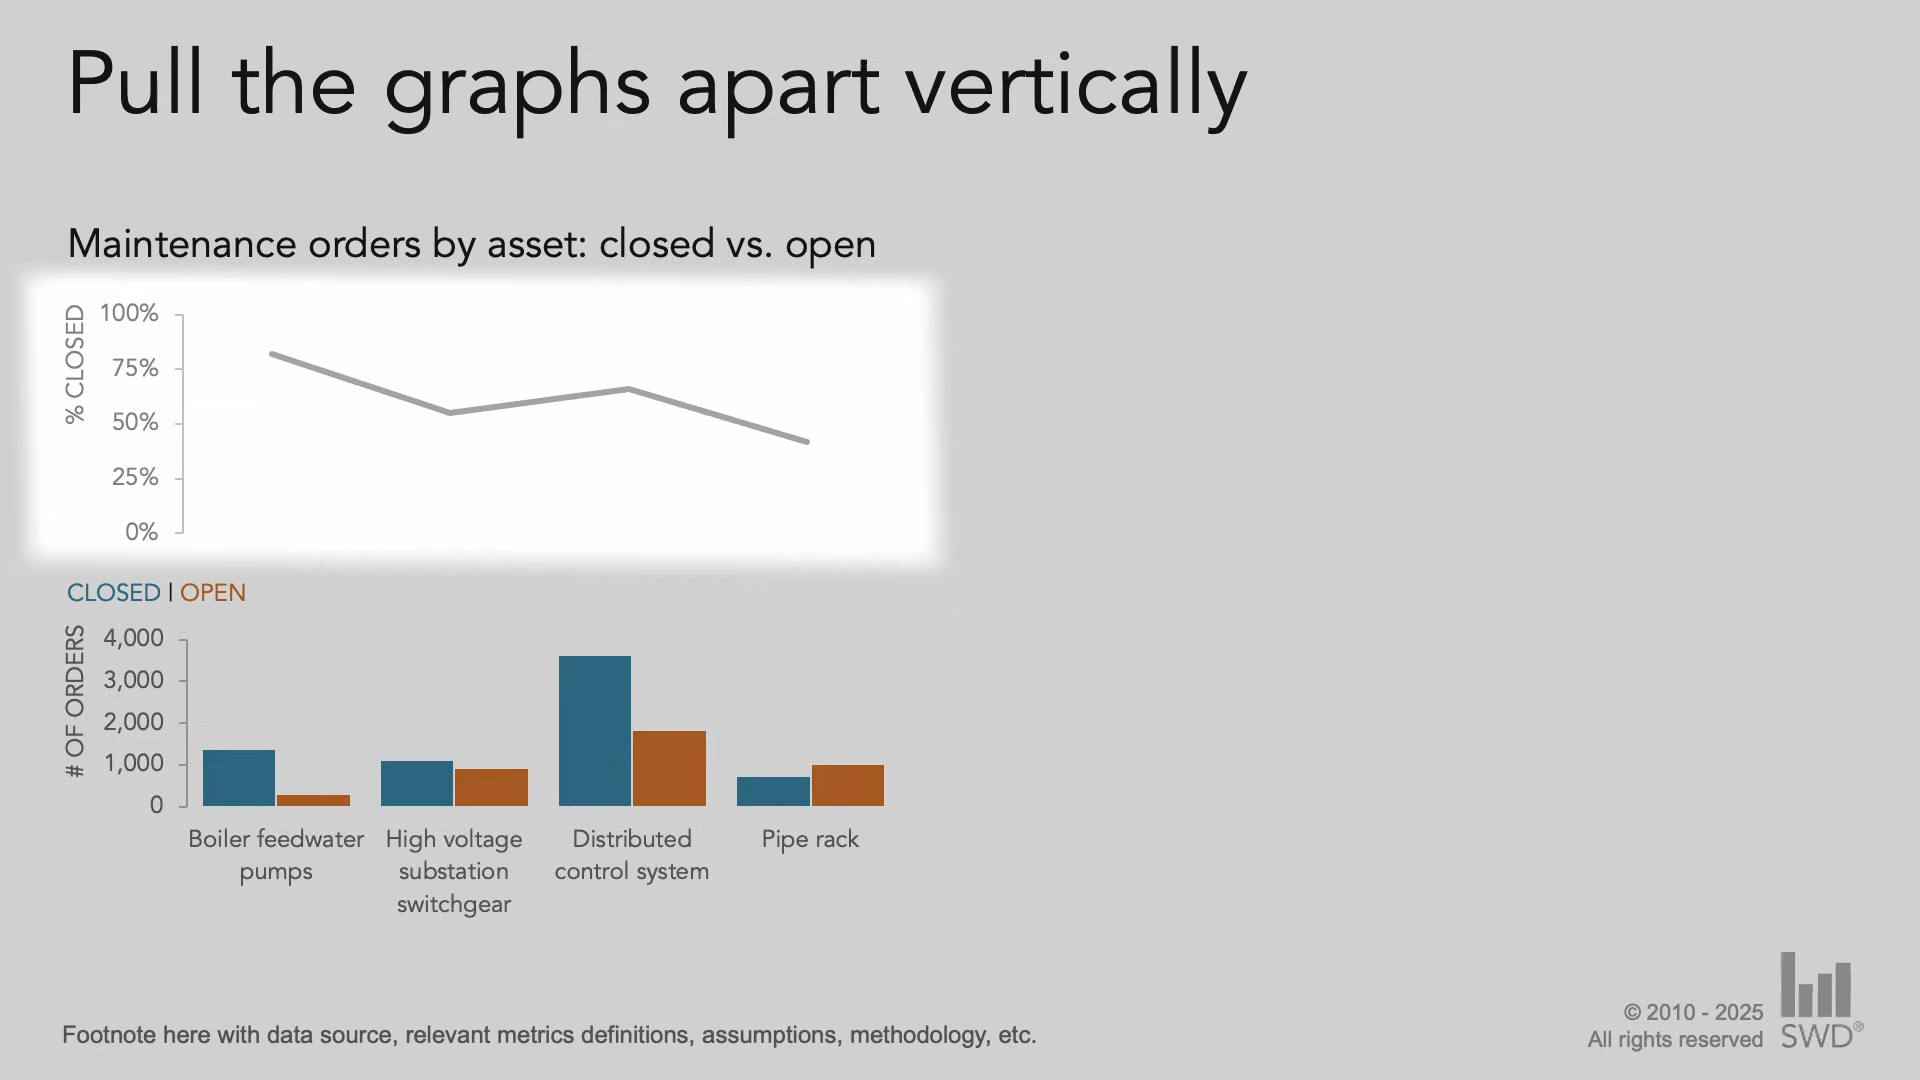 Pull the graphs apart vertically
Maintenance orders by asset: closed vs. open
% CLOSED
100%
75%
50%
25%
0%
CLOSED | OPEN
# OF ORDERS
4,000
3,000
2,000
1,000
0
Boiler feedwater
pumps
High voltage
substation
switchgear
Distributed
control system
Pipe rack
Footnote here with data source, relevant metrics definitions, assumptions, methodology, etc.
© 2010 - 2025
All rights reserved
SWD®